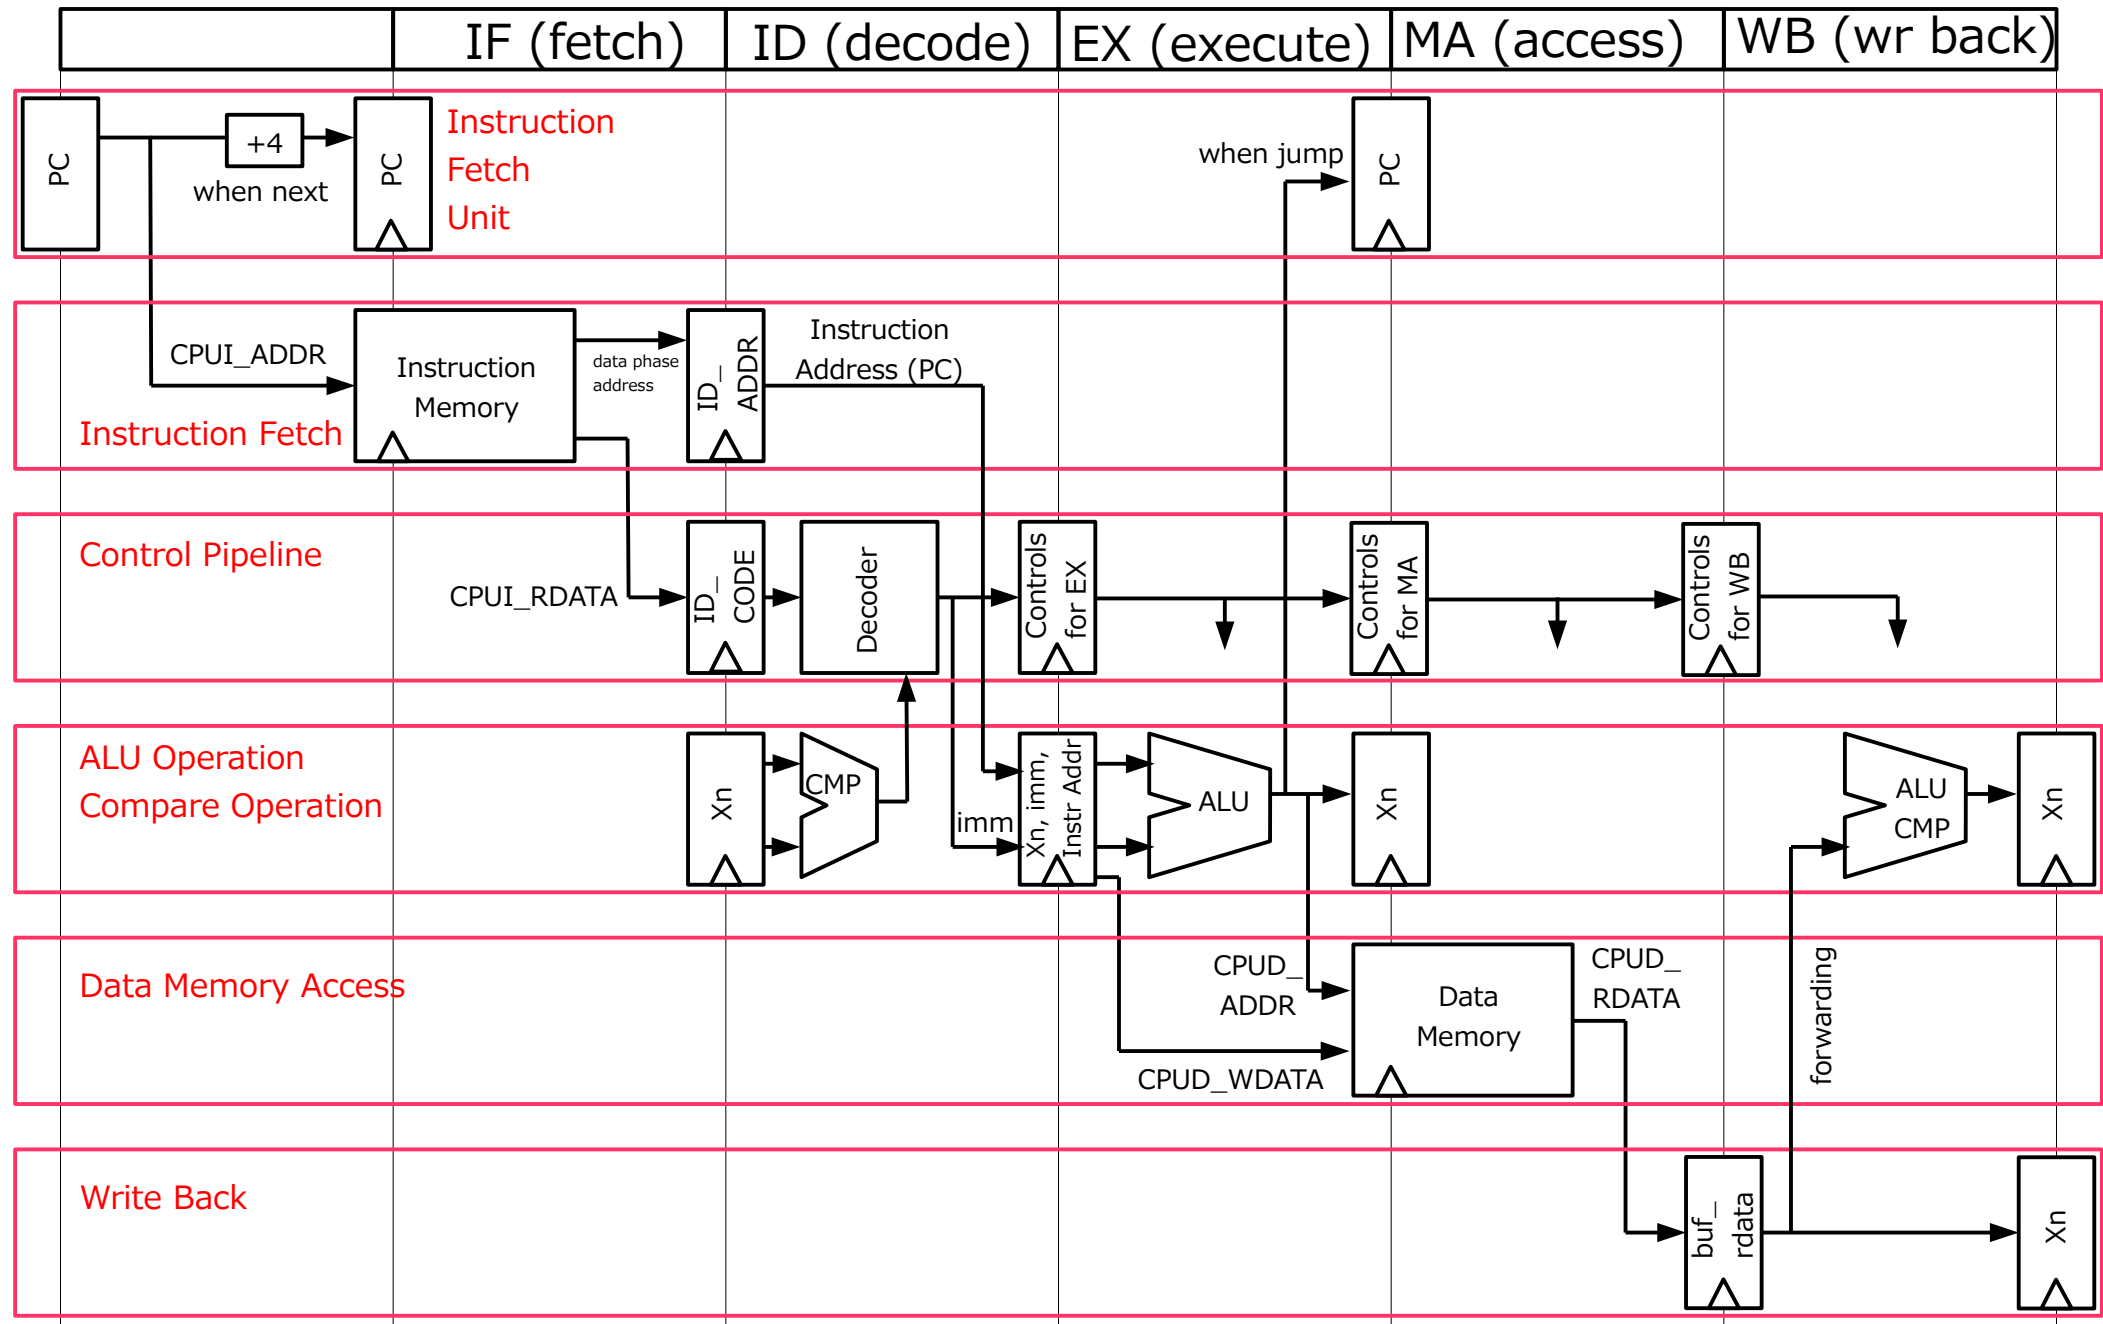 IF (fetch)
ID (decode)
EX (execute)
MA (access)
WB (wr back)
PC
+4
when next
PC
Instruction
Fetch
Unit
when jump
PC
CPUI_ADDR
Instruction
Memory
data phase
address
ID_
ADDR
Instruction
Address (PC)
Instruction Fetch
Control Pipeline
CPUI_RDATA
ID_
CODE
Decoder
Controls
for EX
Controls
for MA
Controls
for WB
ALU Operation
Compare Operation
Xn
CMP
imm
Xn, imm,
Instr Addr
ALU
Xn
ALU
CMP
Xn
Data Memory Access
CPUD_
ADDR
CPUD_WDATA
Data
Memory
CPUD_
RDATA
forwarding
Write Back
buf_
rdata
Xn